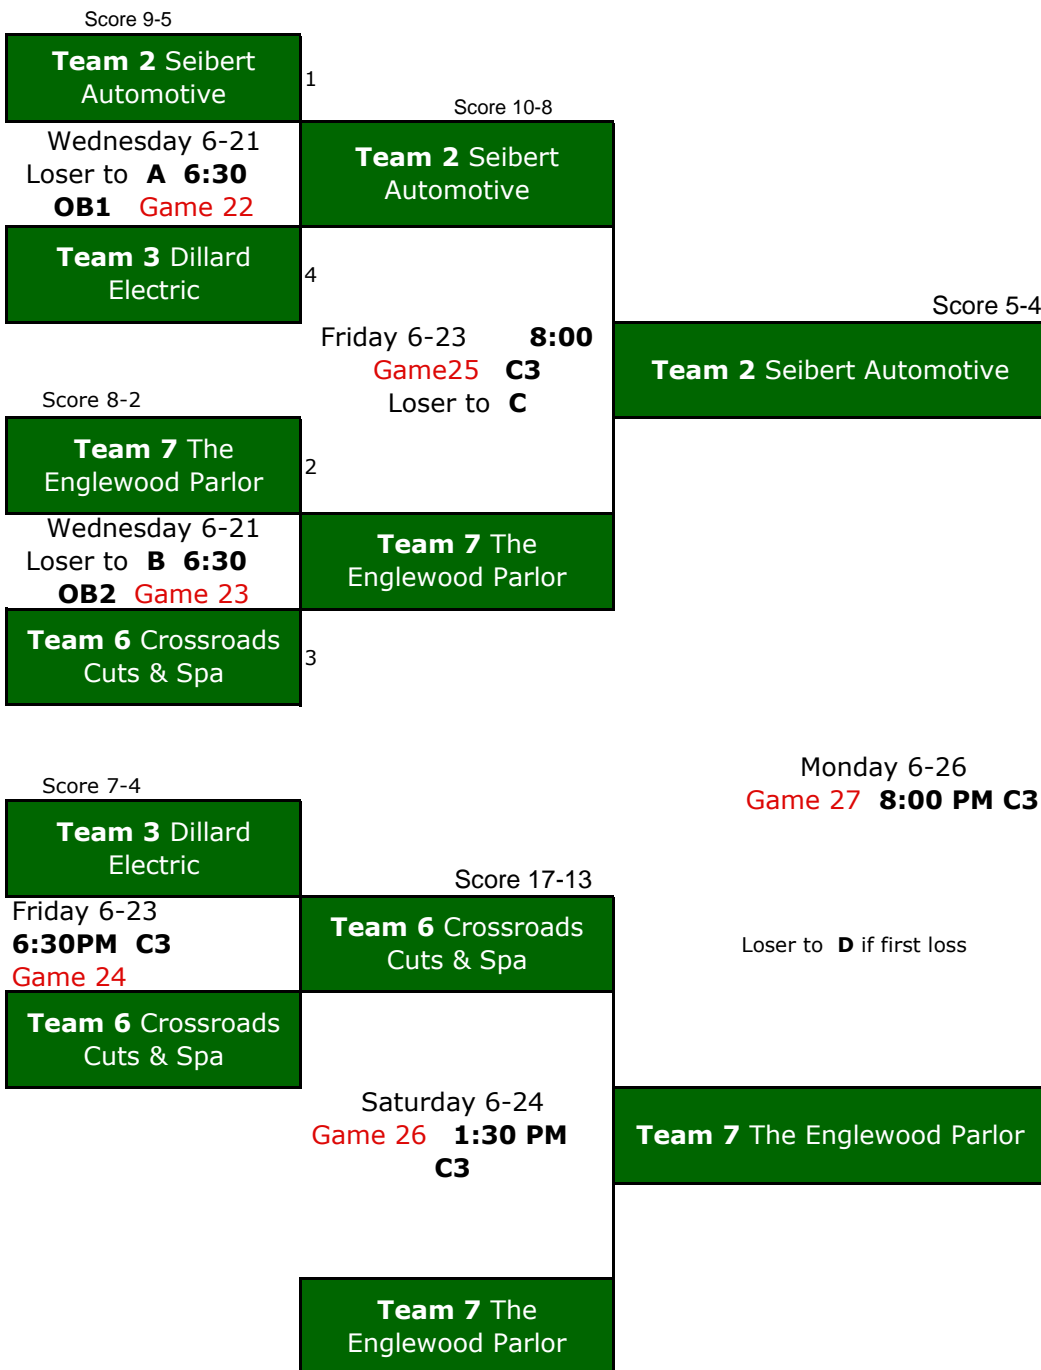 Score 9-5
Team 2 Seibert
Automotive
1
Wednesday 6-21
Loser to A 6:30
OB1 Game 22
Score 10-8
Team 2 Seibert
Automotive
Team 3 Dillard
Electric
4
Friday 6-23 8:00
Game25 C3
Loser to C
Score 5-4
Team 2 Seibert Automotive
Score 8-2
Team 7 The
Englewood Parlor
2
Wednesday 6-21
Loser to B 6:30
OB2 Game 23
Team 7 The
Englewood Parlor
Team 6 Crossroads
Cuts & Spa
3
Monday 6-26
Game 27 8:00 PM C3
Score 7-4
Team 3 Dillard
Electric
Friday 6-23
6:30PM C3
Game 24
Score 17-13
Team 6 Crossroads
Cuts & Spa
Loser to D if first loss
Team 6 Crossroads
Cuts & Spa
Saturday 6-24
Game 26 1:30 PM
C3
Team 7 The Englewood Parlor
Team 7 The
Englewood Parlor